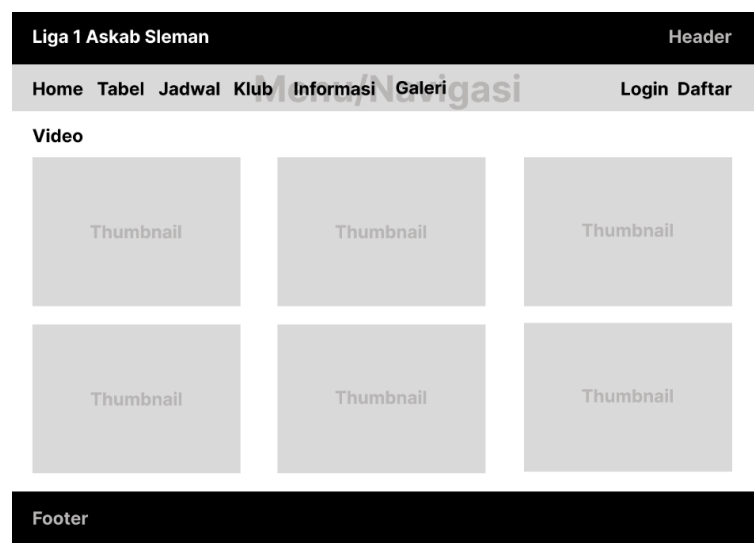 Liga 1 Askab Sleman Header
Menu/Navigasi
Home Tabel Jadwal Klub Informasi Galeri Login Daftar
Video
Thumbnail Thumbnail Thumbnail
Thumbnail Thumbnail Thumbnail
Footer